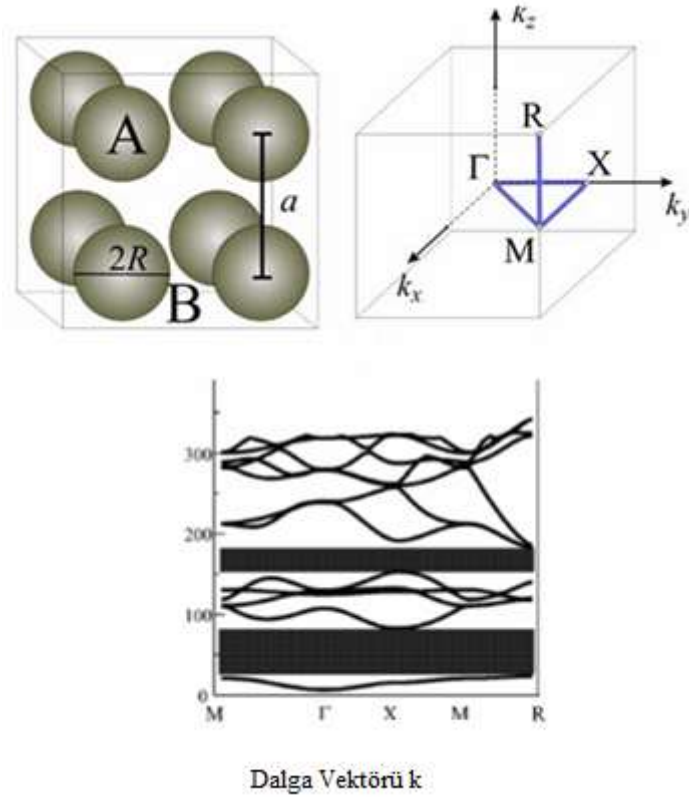 A
a
2R
B
k_z
R
Γ
X
k_y
M
k_x
300
200
100
0
M Γ X M R
Dalga Vektörü k